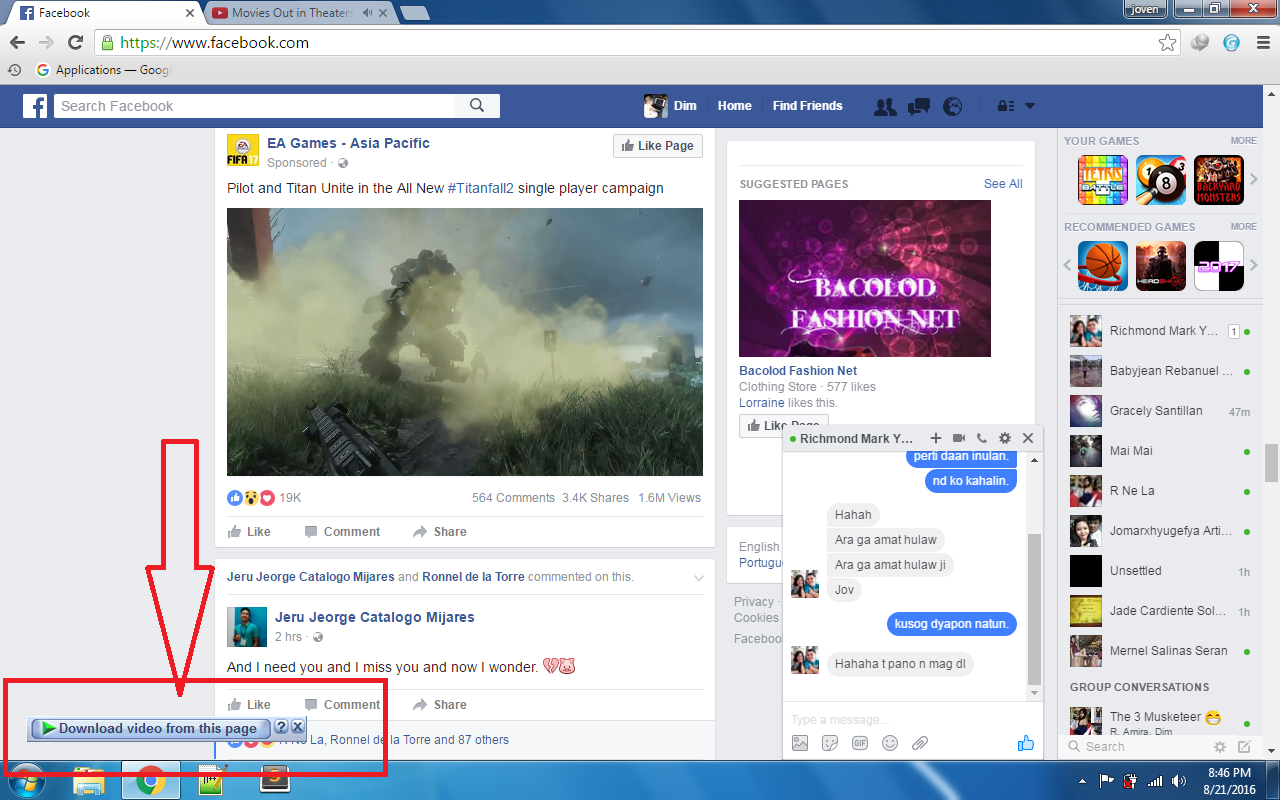 Facebook
Movies Out in Theaters
joven
https://www.facebook.com
Applications — Googl
Search Facebook
Dim
Home
Find Friends
EA Games - Asia Pacific
Sponsored ·
Like Page
FIFA 17
Pilot and Titan Unite in the All New #Titanfall2 single player campaign
19K
564 Comments 3.4K Shares 1.6M Views
Like
Comment
Share
Jeru Jeorge Catalogo Mijares and Ronnel de la Torre commented on this.
Jeru Jeorge Catalogo Mijares
2 hrs ·
And I need you and I miss you and now I wonder.
Like
Comment
Share
Download video from this page
?
Ne La, Ronnel de la Torre and 87 others
SUGGESTED PAGES
See All
BACOLOD
FASHION NET
Bacolod Fashion Net
Clothing Store · 577 likes
Lorraine likes this.
Like Page
English
Portugu
Privacy ·
Cookies
Faceboo
Richmond Mark Y...
perti daan inulan.
nd ko kahalin.
Hahah
Ara ga amat hulaw
Ara ga amat hulaw ji
Jov
kusog dyapon natun.
Hahaha t pano n mag dl
Type a message...
GIF
YOUR GAMES
MORE
TETRIS
BATTLE
8
BACKYARD
MONSTERS
RECOMMENDED GAMES
MORE
HEADSHOT
2017
Richmond Mark Y...
1
Babyjean Rebanuel ...
Gracely Santillan
47m
Mai Mai
R Ne La
Jomarxhyugefya Arti...
Unsettled
1h
Jade Cardiente Sol...
1h
Mernel Salinas Seran
GROUP CONVERSATIONS
The 3 Musketeer
R. Amira, Dim
Search
8:46 PM
8/21/2016